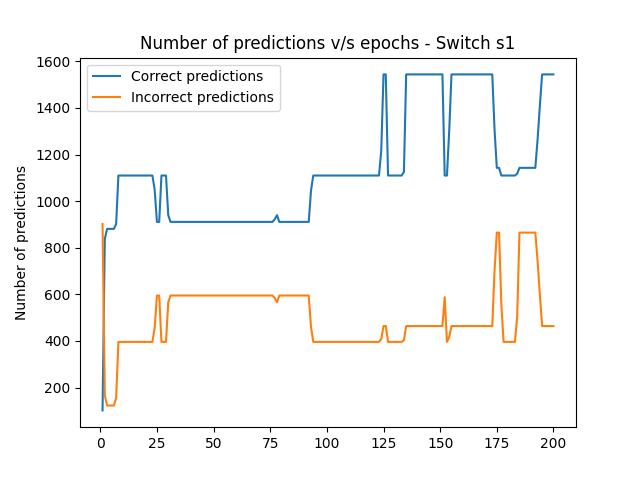 Number of predictions v/s epochs - Switch s1
Correct predictions
Incorrect predictions
Number of predictions
1600
1400
1200
1000
800
600
400
200
0 25 50 75 100 125 150 175 200